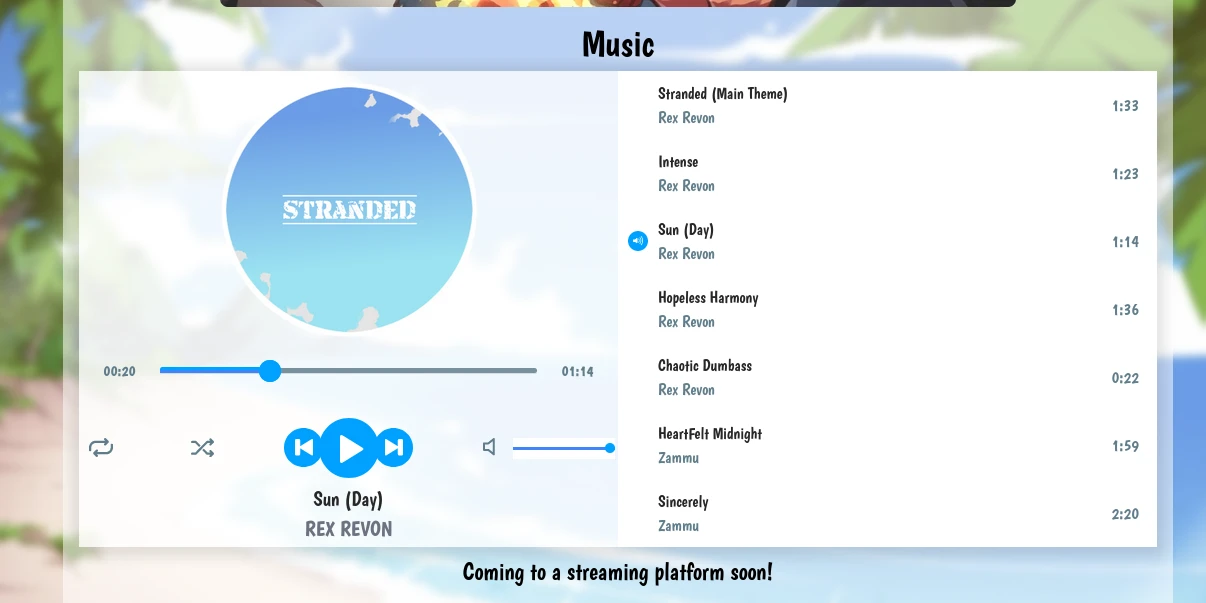 Music
STRANDED
00:20
01:14
Sun (Day)
REX REVON
Stranded (Main Theme)
Rex Revon
1:33
Intense
Rex Revon
1:23
Sun (Day)
Rex Revon
1:14
Hopeless Harmony
Rex Revon
1:36
Chaotic Dumbass
Rex Revon
0:22
HeartFelt Midnight
Zammu
1:59
Sincerely
Zammu
2:20
Coming to a streaming platform soon!